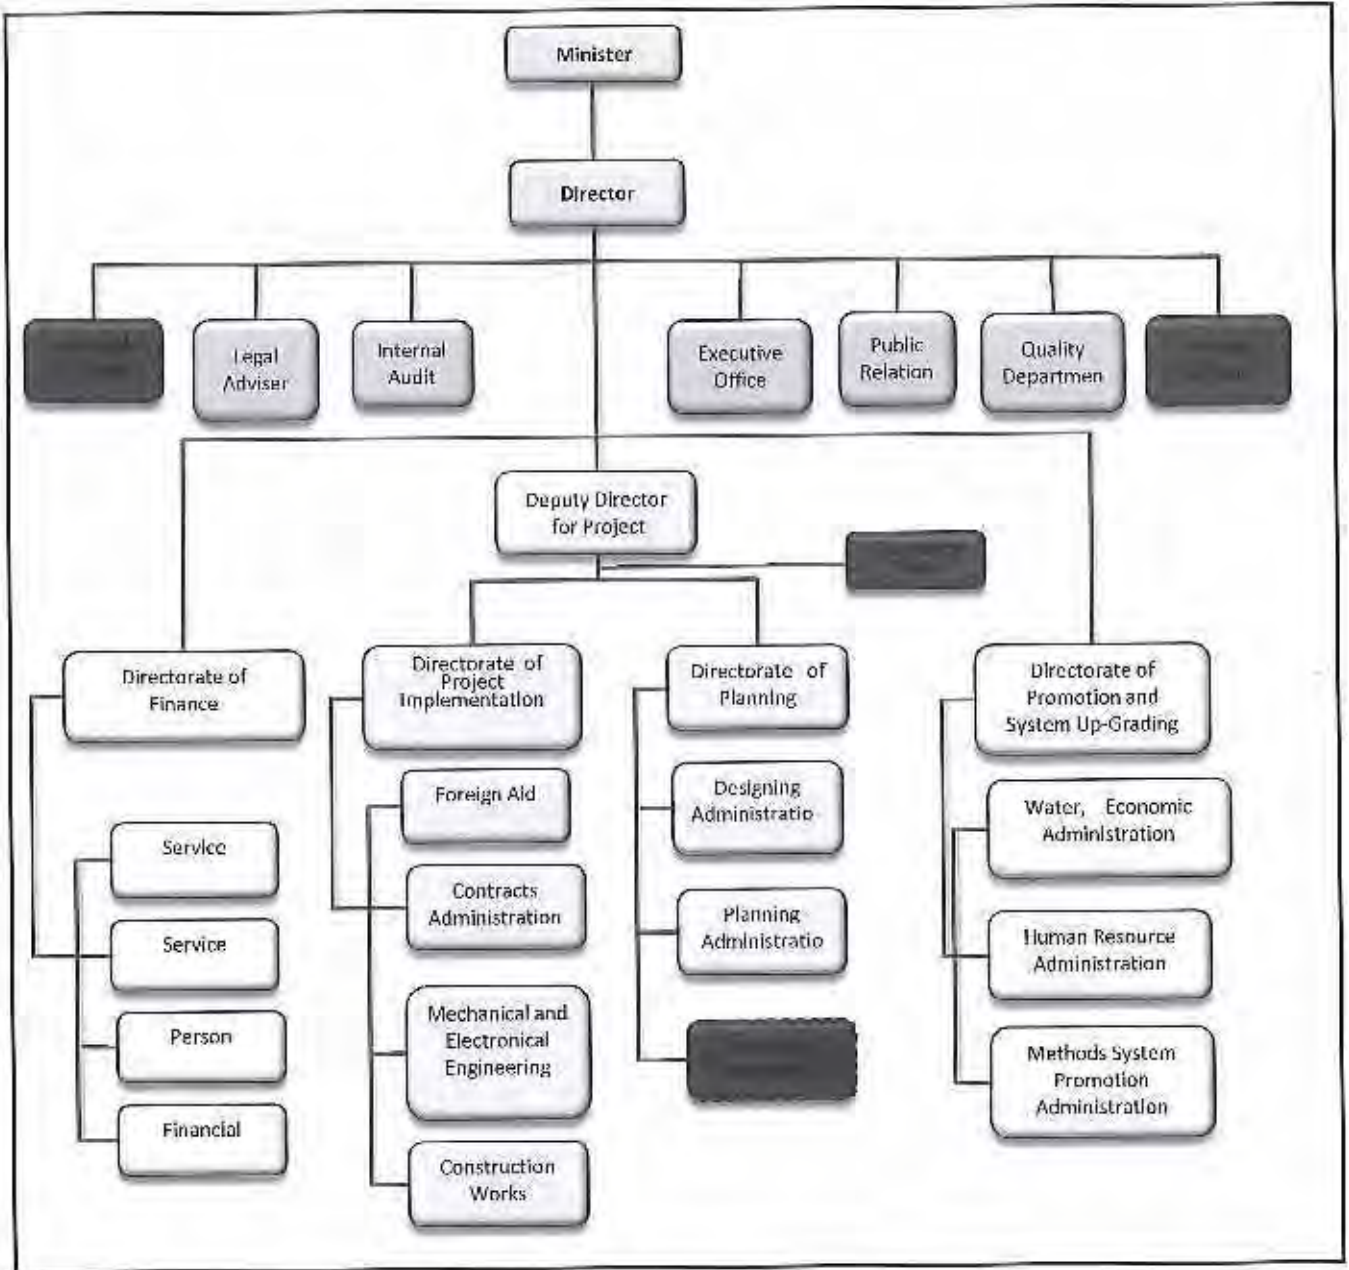 Minister
Director
Legal
Adviser
Internal
Audit
Executive
Office
Public
Relation
Quality
Departmen
Deputy Director
for Project
Directorate of
Finance
Directorate of
Project
Implementation
Directorate of
Planning
Directorate of
Promotion and
System Up-Grading
Service
Service
Person
Financial
Foreign Aid
Contracts
Administration
Mechanical and
Electronical
Engineering
Construction
Works
Designing
Administratio
Planning
Administratio
Water, Economic
Administration
Human Resource
Administration
Methods System
Promotion
Administration